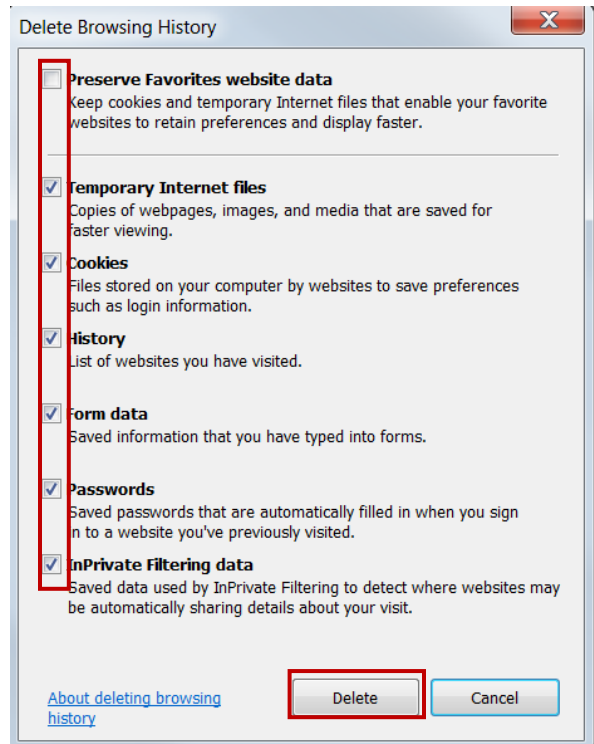 Delete Browsing History
Preserve Favorites website data
Keep cookies and temporary Internet files that enable your favorite
websites to retain preferences and display faster.
Temporary Internet files
Copies of webpages, images, and media that are saved for
faster viewing.
Cookies
Files stored on your computer by websites to save preferences
such as login information.
History
List of websites you have visited.
Form data
Saved information that you have typed into forms.
Passwords
Saved passwords that are automatically filled in when you sign
in to a website you've previously visited.
InPrivate Filtering data
Saved data used by InPrivate Filtering to detect where websites may
be automatically sharing details about your visit.
About deleting browsing
history
Delete
Cancel